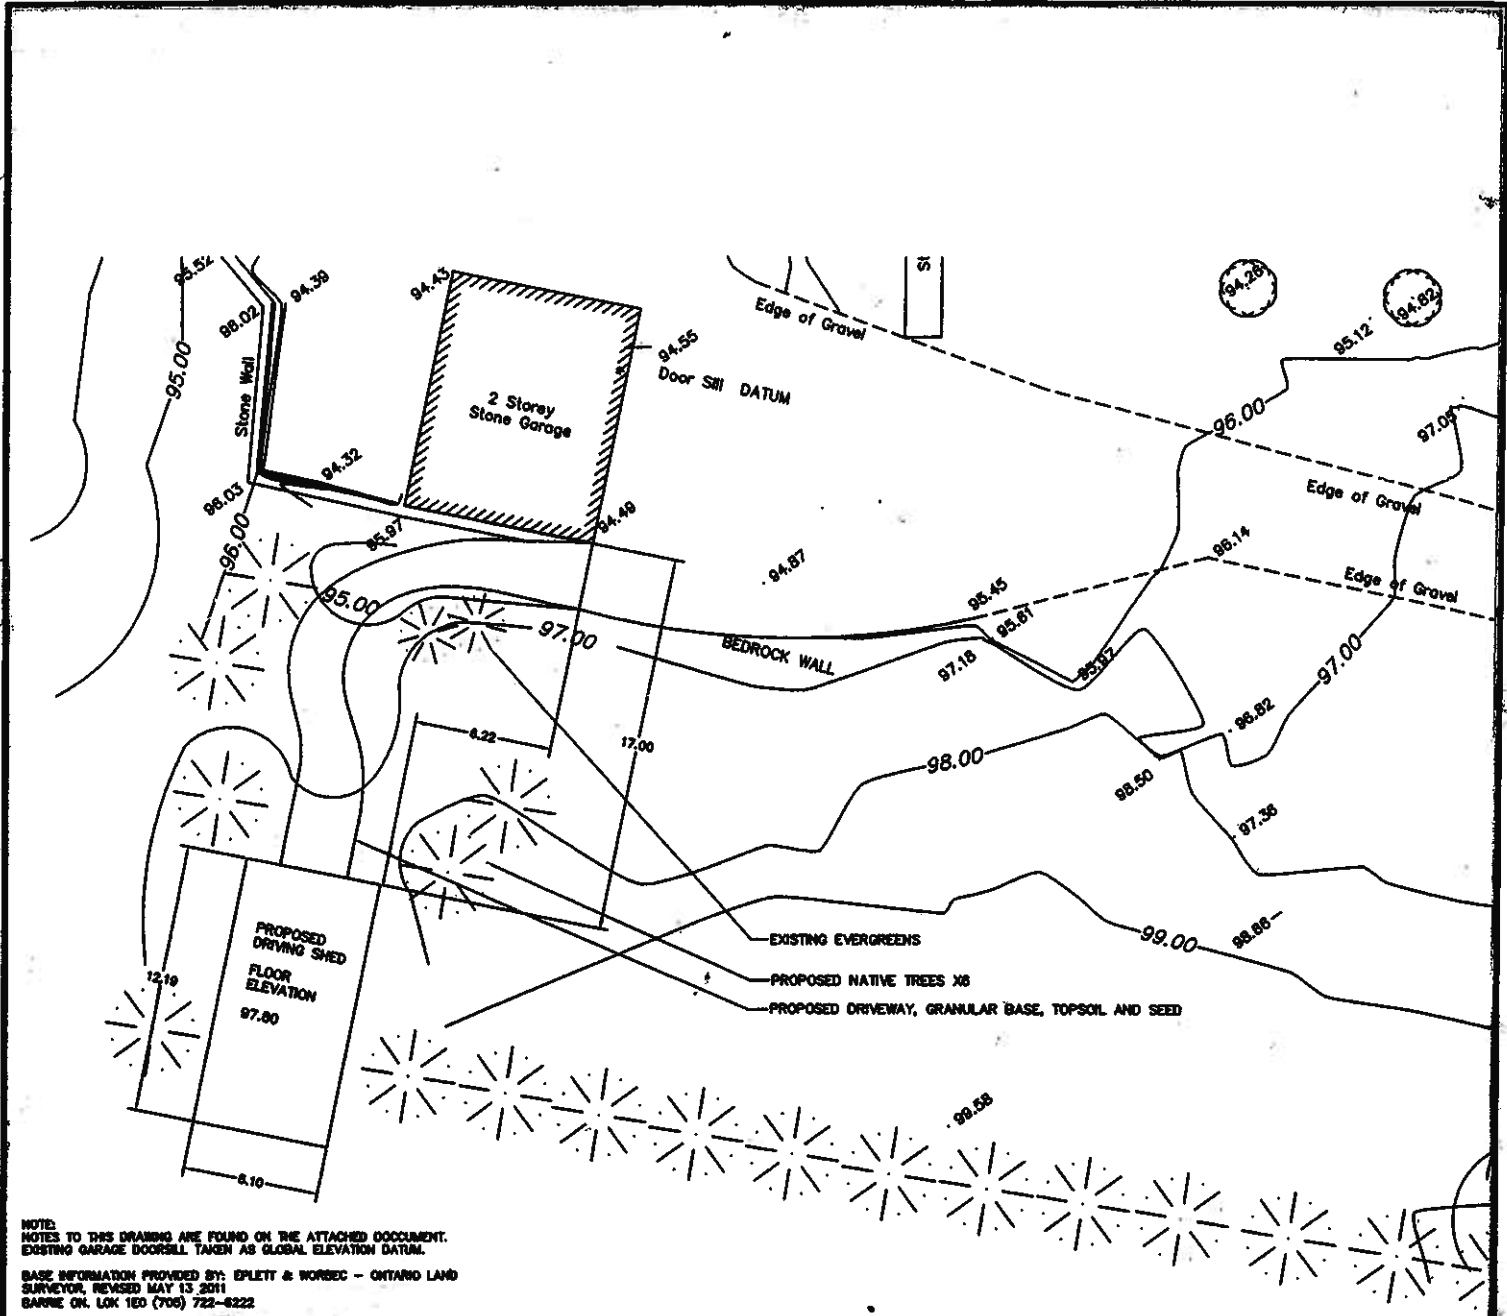 95.52
94.39
96.02
95.00
Stone Wall
94.43
94.55
Door Sill DATUM
2 Storey
Stone Garage
94.32
96.03
96.00
95.97
94.49
Edge of Gravel
St
94.26
94.82
95.12
96.00
97.05
Edge of Gravel
96.14
Edge of Gravel
94.87
95.45
95.61
95.00
97.00
BEDROCK WALL
97.18
95.97
97.00
96.82
6.22
17.00
98.00
98.50
97.36
99.00
98.88
PROPOSED
DRIVING SHED
FLOOR
ELEVATION
97.80
12.19
6.10
EXISTING EVERGREENS
PROPOSED NATIVE TREES X6
PROPOSED DRIVEWAY, GRANULAR BASE, TOPSOIL AND SEED
99.58
NOTE:
NOTES TO THIS DRAWING ARE FOUND ON THE ATTACHED DOCCUMENT.
EXISTING GARAGE DOORSILL TAKEN AS GLOBAL ELEVATION DATUM.
BASE INFORMATION PROVIDED BY: EPLETT & WORBEC - ONTARIO LAND
SURVEYOR, REVISED MAY 13 2011
BARRIE ON. LOK 1EO (705) 722-6222